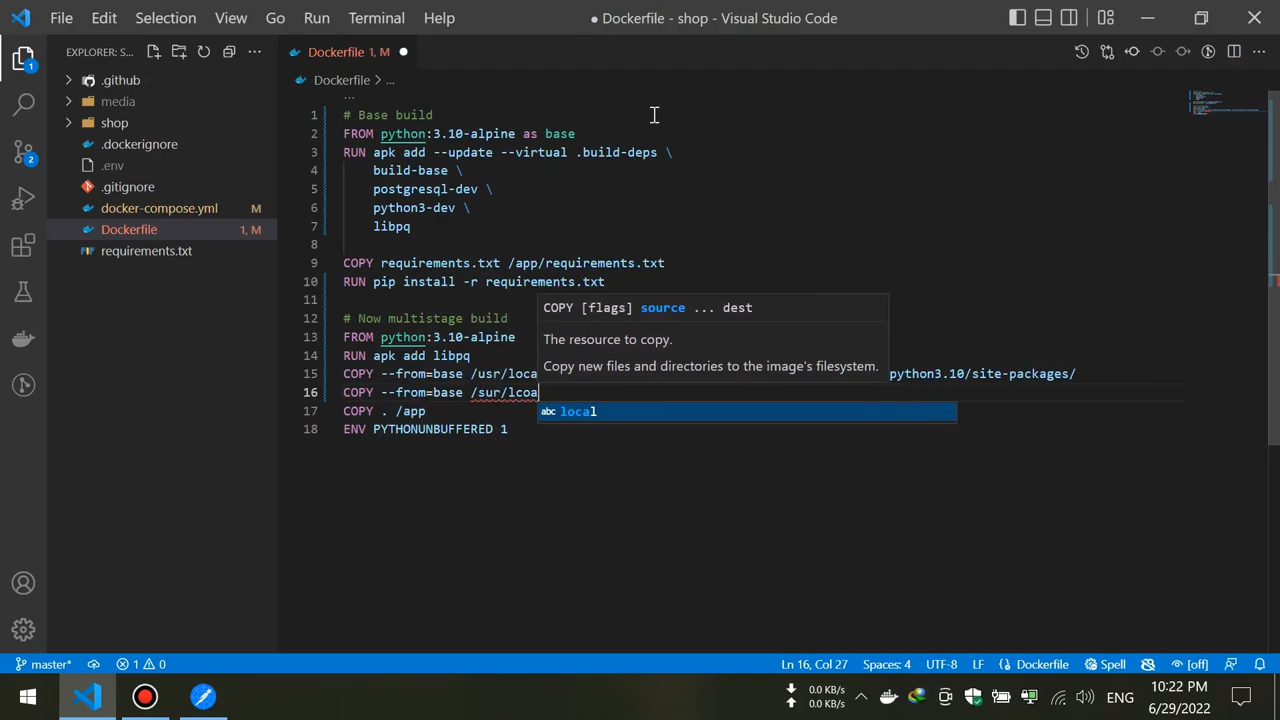 File Edit Selection View Go Run Terminal Help
● Dockerfile - shop - Visual Studio Code
EXPLORER: S...
Dockerfile 1, M
1
.github
media
shop
.dockerignore
.env
.gitignore
docker-compose.yml M
Dockerfile 1, M
requirements.txt
2
Dockerfile > ...
1 # Base build
2 FROM python:3.10-alpine as base
3 RUN apk add --update --virtual .build-deps \
4 build-base \
5 postgresql-dev \
6 python3-dev \
7 libpq
8
9 COPY requirements.txt /app/requirements.txt
10 RUN pip install -r requirements.txt
11
12 # Now multistage build
13 FROM python:3.10-alpine
14 RUN apk add libpq
15 COPY --from=base /usr/loca python3.10/site-packages/
16 COPY --from=base /sur/lcoa
17 COPY . /app
18 ENV PYTHONUNBUFFERED 1
COPY [flags] source ... dest
The resource to copy.
Copy new files and directories to the image's filesystem.
abc local
master* 1 0 Ln 16, Col 27 Spaces: 4 UTF-8 LF Dockerfile Spell [off]
0.0 KB/s
0.0 KB/s
ENG
10:22 PM
6/29/2022